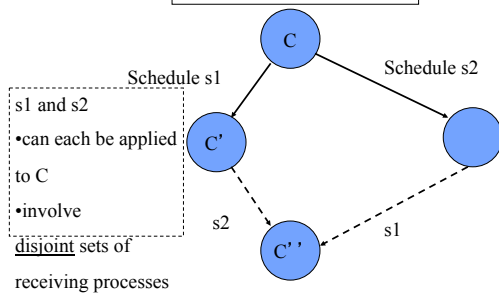 C
Schedule s1
Schedule s2
s1 and s2
•can each be applied
to C
•involve
disjoint sets of
receiving processes
C'
s2
s1
C''